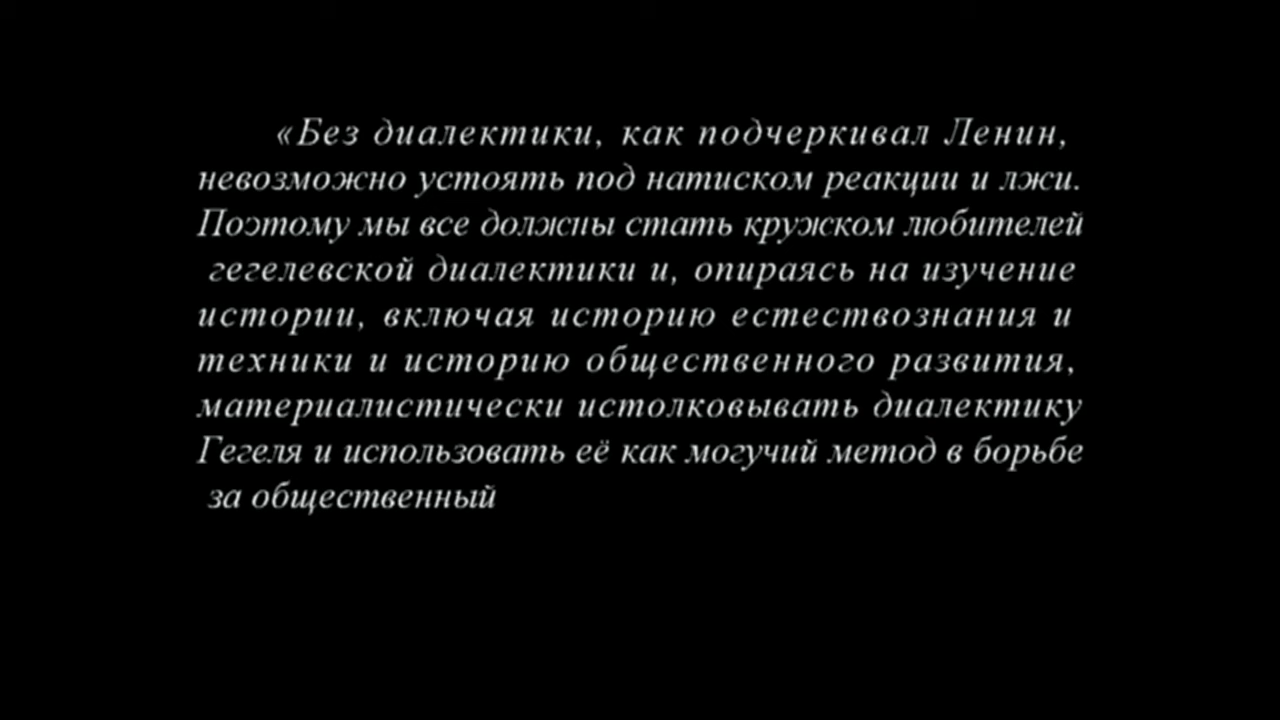 «Без диалектики, как подчеркивал Ленин,
невозможно устоять под натиском реакции и лжи.
Поэтому мы все должны стать кружком любителей
гегелевской диалектики и, опираясь на изучение
истории, включая историю естествознания и
техники и историю общественного развития,
материалистически истолковывать диалектику
Гегеля и использовать её как могучий метод в борьбе
за общественный